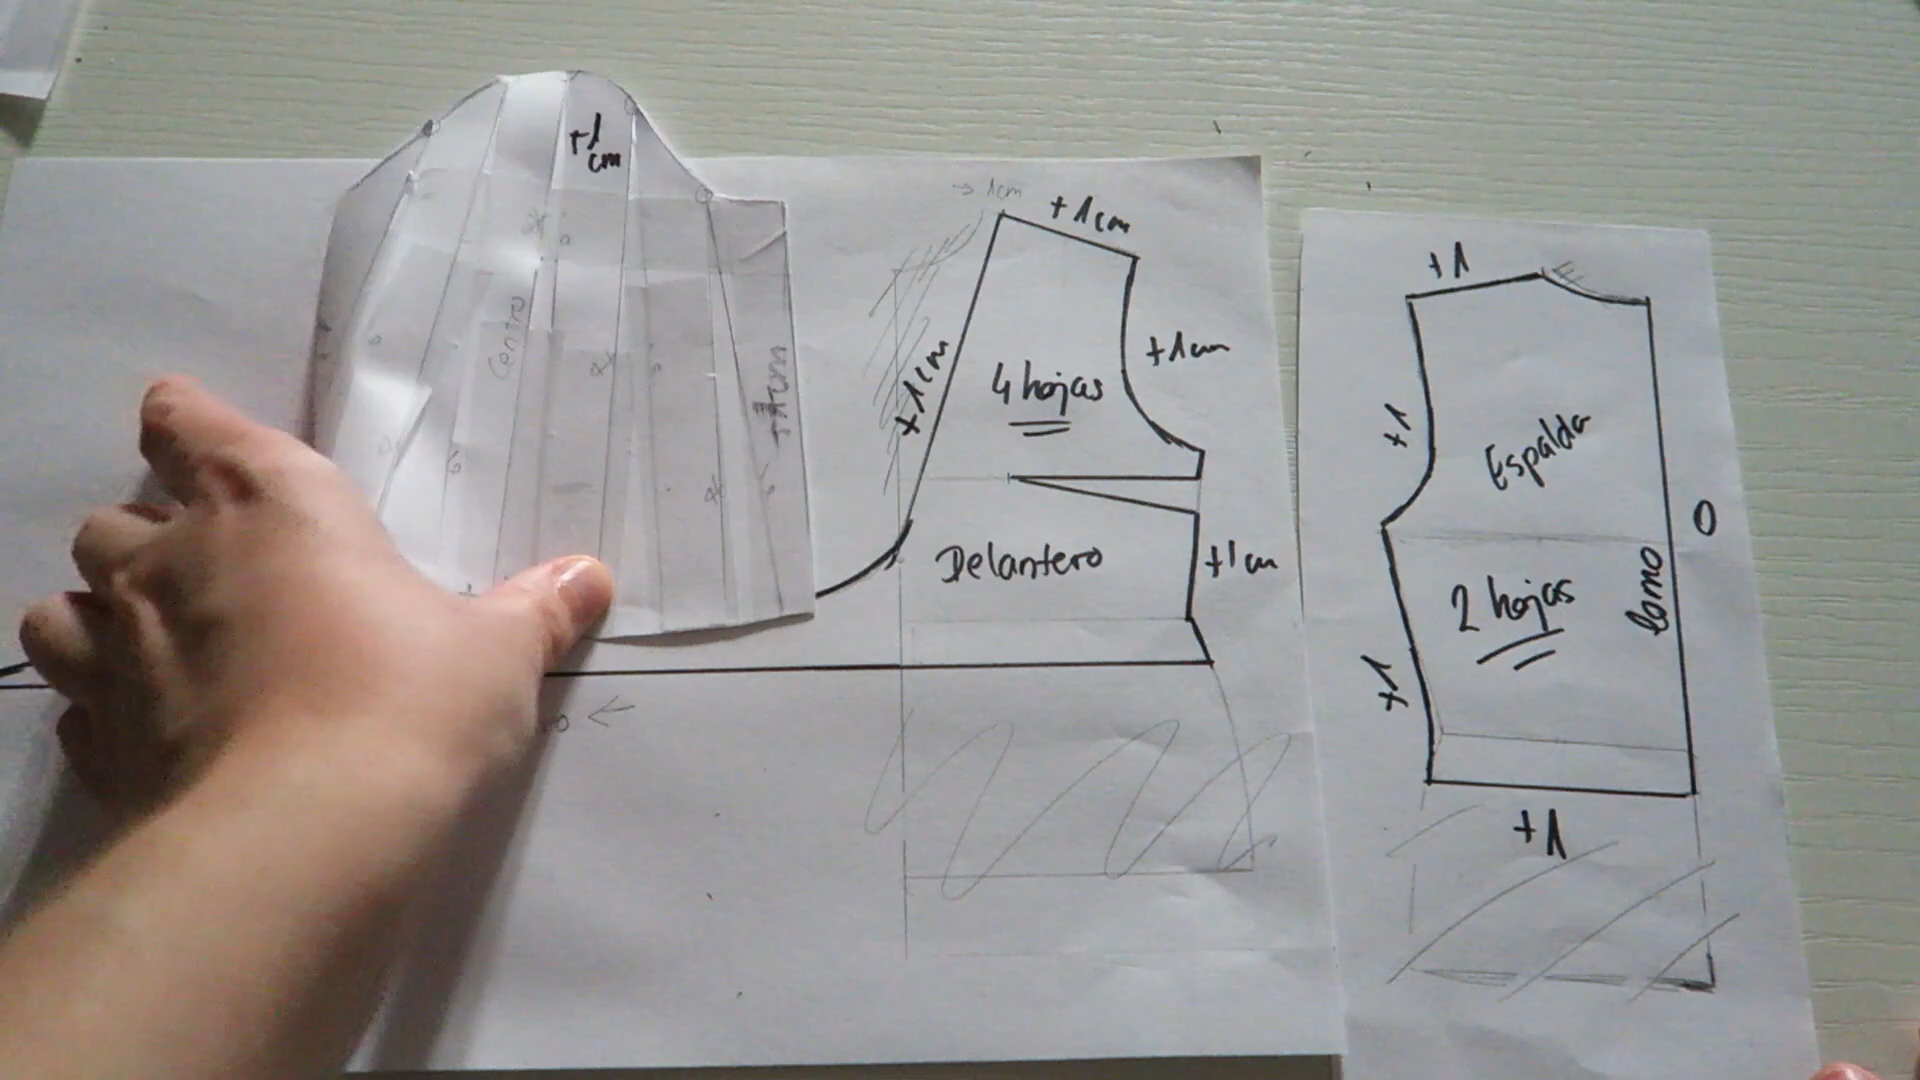 +1
cm
Centro
+1cm
→ 1cm
+1cm
+1cm
+1cm
4 hojas
Delantero
+1cm
+1
+1
Espalda
0
lomo
2 hojas
+1
+1